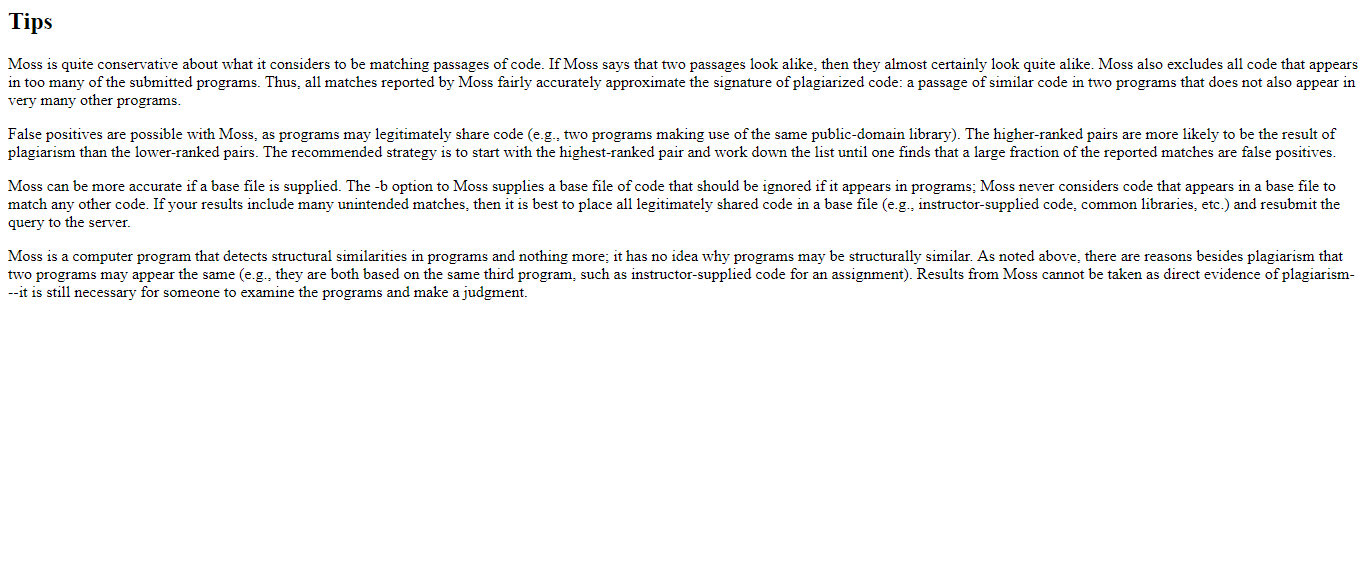 Tips
Moss is quite conservative about what it considers to be matching passages of code. If Moss says that two passages look alike, then they almost certainly look quite alike. Moss also excludes all code that appears
in too many of the submitted programs. Thus, all matches reported by Moss fairly accurately approximate the signature of plagiarized code: a passage of similar code in two programs that does not also appear in
very many other programs.
False positives are possible with Moss, as programs may legitimately share code (e.g., two programs making use of the same public-domain library). The higher-ranked pairs are more likely to be the result of
plagiarism than the lower-ranked pairs. The recommended strategy is to start with the highest-ranked pair and work down the list until one finds that a large fraction of the reported matches are false positives.
Moss can be more accurate if a base file is supplied. The -b option to Moss supplies a base file of code that should be ignored if it appears in programs; Moss never considers code that appears in a base file to
match any other code. If your results include many unintended matches, then it is best to place all legitimately shared code in a base file (e.g., instructor-supplied code, common libraries, etc.) and resubmit the
query to the server.
Moss is a computer program that detects structural similarities in programs and nothing more; it has no idea why programs may be structurally similar. As noted above, there are reasons besides plagiarism that
two programs may appear the same (e.g., they are both based on the same third program, such as instructor-supplied code for an assignment). Results from Moss cannot be taken as direct evidence of plagiarism-
--it is still necessary for someone to examine the programs and make a judgment.